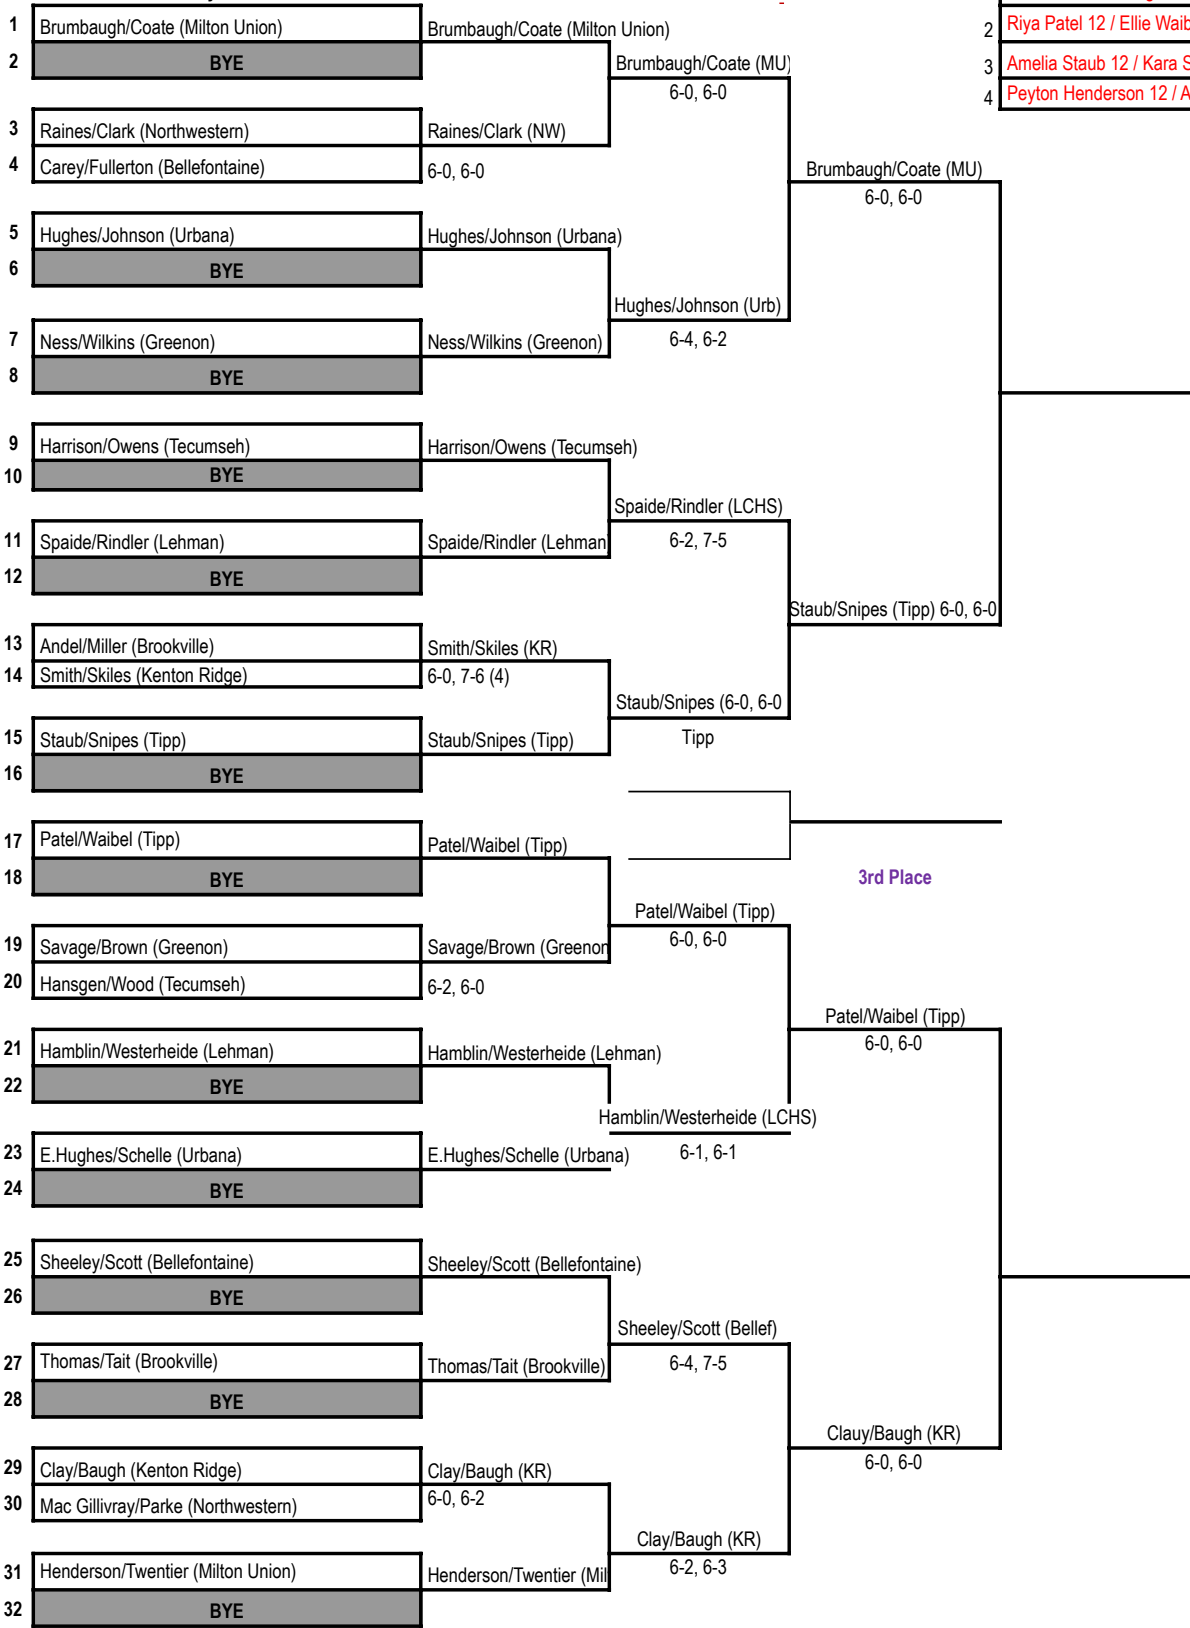 1 Brumbaugh/Coate (Milton Union)
2 BYE
Brumbaugh/Coate (Milton Union)
Brumbaugh/Coate (MU)
6-0, 6-0
2 Riya Patel 12 / Ellie
3 Amelia Staub 12 / Kara
4 Peyton Henderson 12 /
3 Raines/Clark (Northwestern)
4 Carey/Fullerton (Bellefontaine)
Raines/Clark (NW)
6-0, 6-0
Brumbaugh/Coate (MU)
6-0, 6-0
5 Hughes/Johnson (Urbana)
6 BYE
Hughes/Johnson (Urbana)
Hughes/Johnson (Urb)
6-4, 6-2
7 Ness/Wilkins (Greenon)
8 BYE
Ness/Wilkins (Greenon)
9 Harrison/Owens (Tecumseh)
10 BYE
Harrison/Owens (Tecumseh)
Spaide/Rindler (LCHS)
6-2, 7-5
11 Spaide/Rindler (Lehman)
12 BYE
Spaide/Rindler (Lehman
Staub/Snipes (Tipp) 6-0, 6-0
13 Andel/Miller (Brookville)
14 Smith/Skiles (Kenton Ridge)
Smith/Skiles (KR)
6-0, 7-6 (4)
Staub/Snipes (6-0, 6-0
Tipp
15 Staub/Snipes (Tipp)
16 BYE
Staub/Snipes (Tipp)
17 Patel/Waibel (Tipp)
18 BYE
Patel/Waibel (Tipp)
3rd Place
Patel/Waibel (Tipp)
6-0, 6-0
19 Savage/Brown (Greenon)
20 Hansgen/Wood (Tecumseh)
Savage/Brown (Greenon
6-2, 6-0
Patel/Waibel (Tipp)
6-0, 6-0
21 Hamblin/Westerheide (Lehman)
22 BYE
Hamblin/Westerheide (Lehman)
Hamblin/Westerheide (LCHS)
6-1, 6-1
23 E.Hughes/Schelle (Urbana)
24 BYE
E.Hughes/Schelle (Urbana)
25 Sheeley/Scott (Bellefontaine)
26 BYE
Sheeley/Scott (Bellefontaine)
Sheeley/Scott (Bellef)
6-4, 7-5
27 Thomas/Tait (Brookville)
28 BYE
Thomas/Tait (Brookville)
Clauy/Baugh (KR)
6-0, 6-0
29 Clay/Baugh (Kenton Ridge)
30 Mac Gillivray/Parke (Northwestern)
Clay/Baugh (KR)
6-0, 6-2
Clay/Baugh (KR)
6-2, 6-3
31 Henderson/Twentier (Milton Union)
32 BYE
Henderson/Twentier (Mil